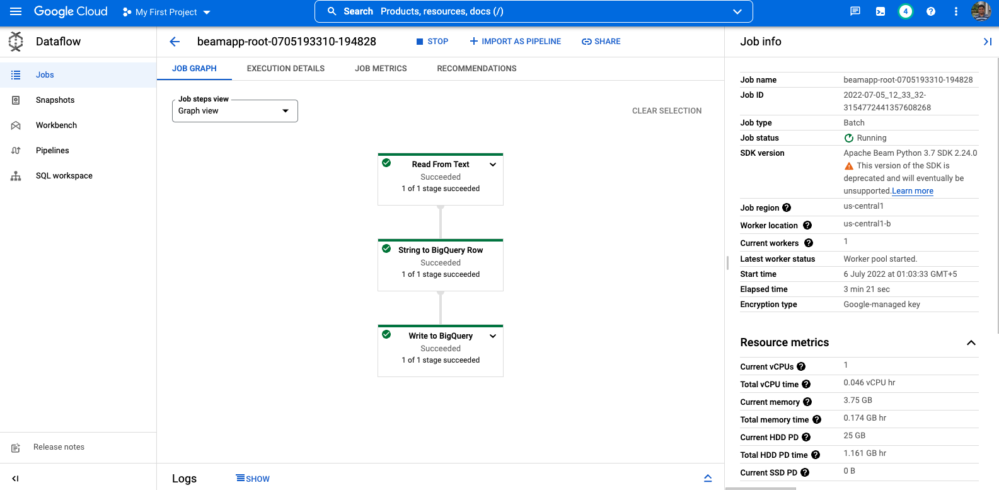 Google Cloud
My First Project
Search Products, resources, docs (/)
4
Dataflow
Jobs
Snapshots
Workbench
Pipelines
SQL workspace
Release notes
beamapp-root-0705193310-194828
STOP
IMPORT AS PIPELINE
SHARE
JOB GRAPH
EXECUTION DETAILS
JOB METRICS
RECOMMENDATIONS
Job steps view
Graph view
CLEAR SELECTION
Read From Text
Succeeded
1 of 1 stage succeeded
String to BigQuery Row
Succeeded
1 of 1 stage succeeded
Write to BigQuery
Succeeded
1 of 1 stage succeeded
Logs
SHOW
Job info
Job name beamapp-root-0705193310-194828
Job ID 2022-07-05_12_33_32-
3154772441357608268
Job type Batch
Job status Running
SDK version Apache Beam Python 3.7 SDK 2.24.0
This version of the SDK is
deprecated and will eventually be
unsupported.Learn more
Job region us-central1
Worker location us-central1-b
Current workers 1
Latest worker status Worker pool started.
Start time 6 July 2022 at 01:03:33 GMT+5
Elapsed time 3 min 21 sec
Encryption type Google-managed key
Resource metrics
Current vCPUs 1
Total vCPU time 0.046 vCPU hr
Current memory 3.75 GB
Total memory time 0.174 GB hr
Current HDD PD 25 GB
Total HDD PD time 1.161 GB hr
Current SSD PD 0 B